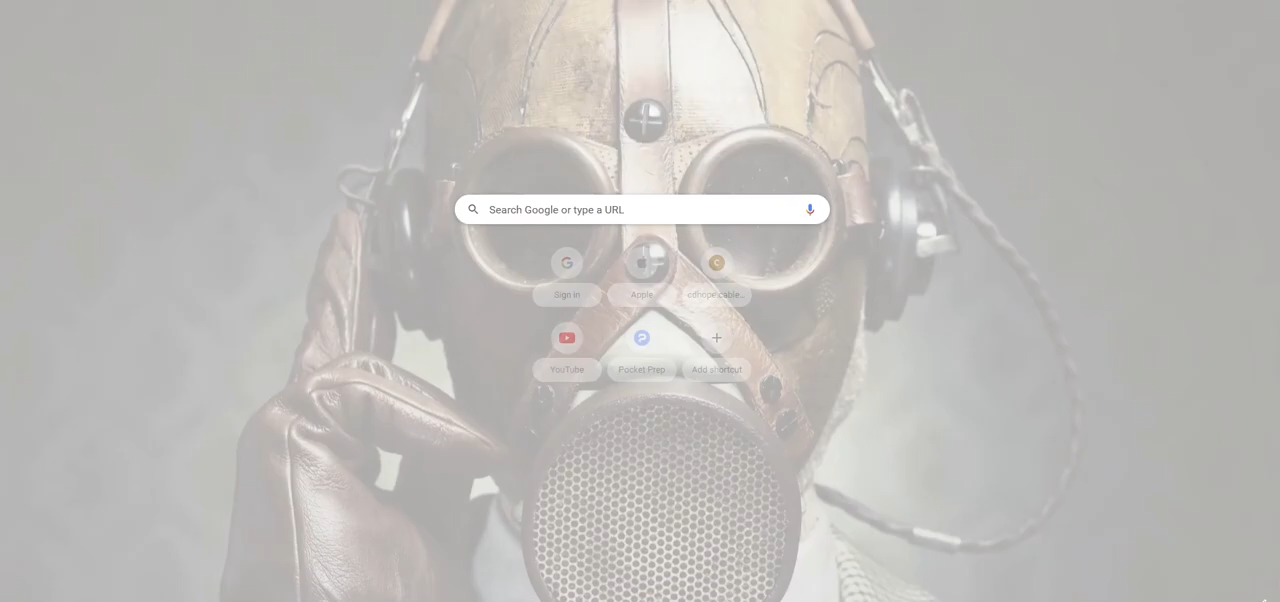 Search Google or type a URL
G
C
Sign in
Apple
cdhope.cable...
YouTube
Pocket Prep
Add shortcut